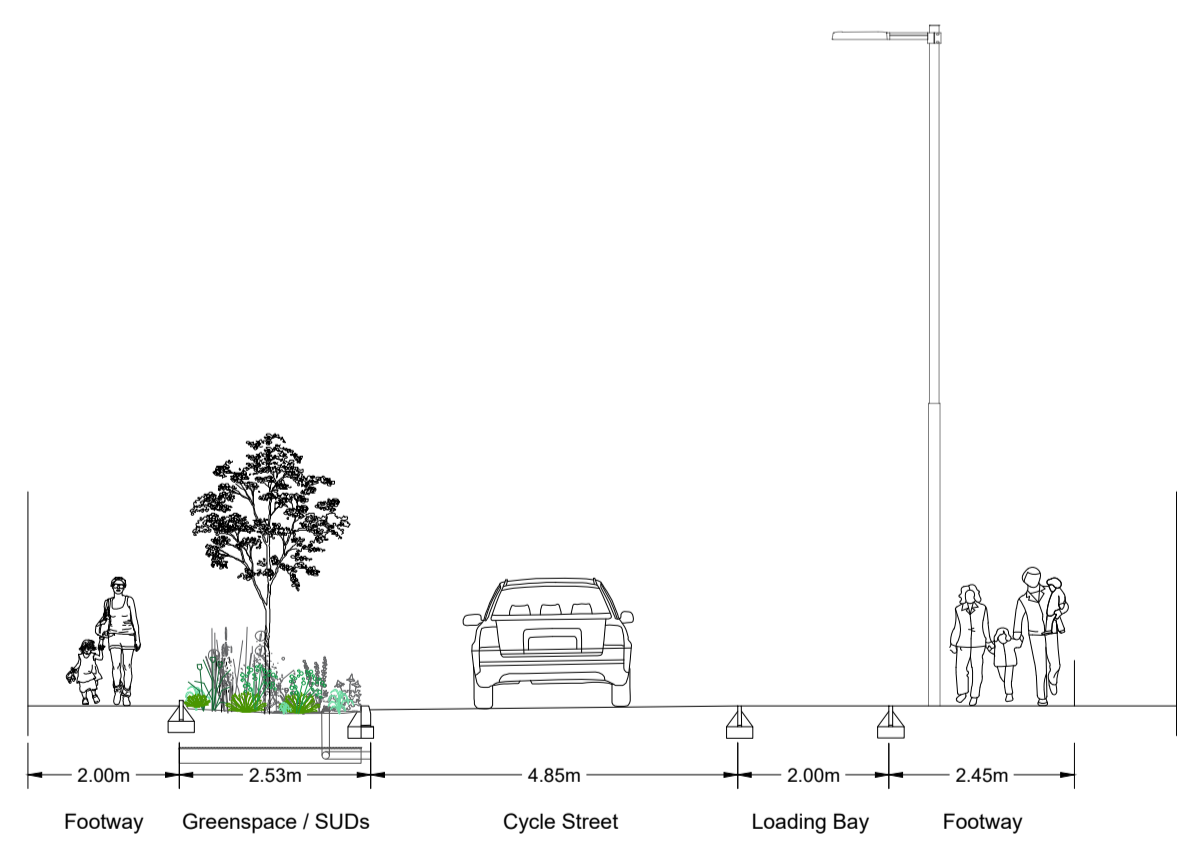 2.00m 2.53m 4.85m 2.00m 2.45m
Footway Greenspace / SUDs Cycle Street Loading Bay Footway